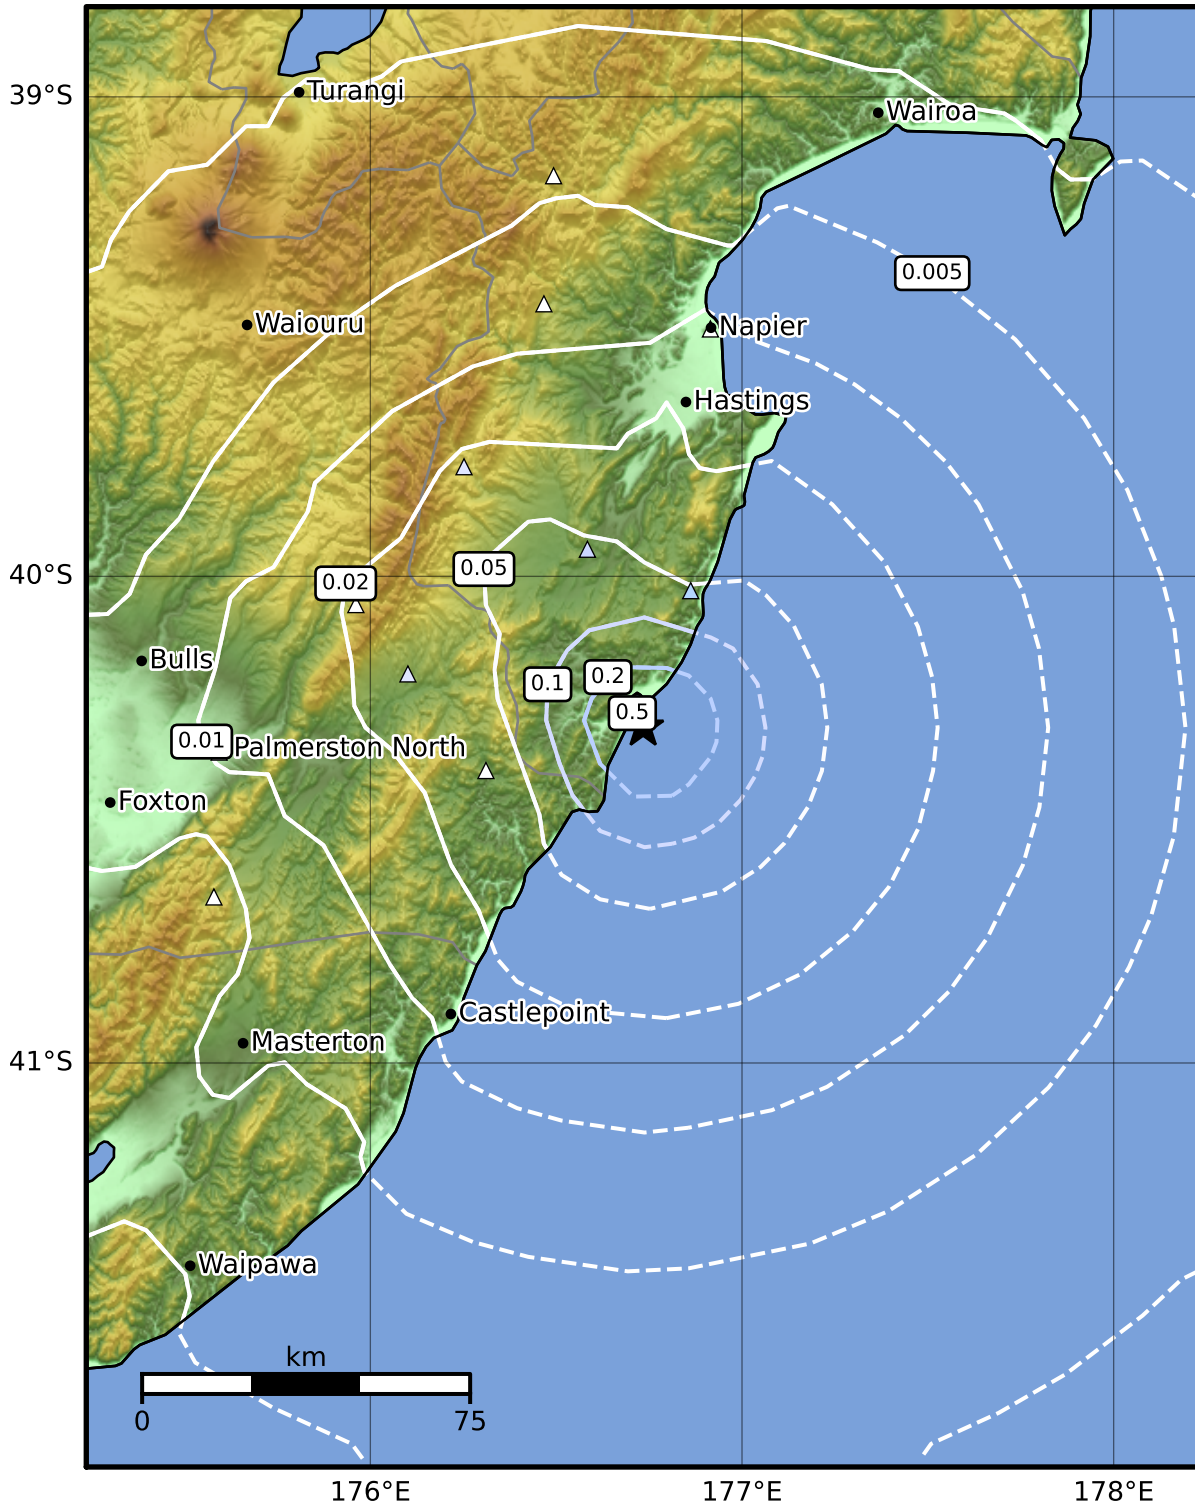 39°S
Turangi
Wairoa
0.005
Waiouru
Napier
Hastings
40°S
0.02
0.05
Bulls
0.1
0.2
0.5
0.01
Palmerston North
Foxton
Castlepoint
Masterton
41°S
Waipawa
km
0
75
176°E
177°E
178°E